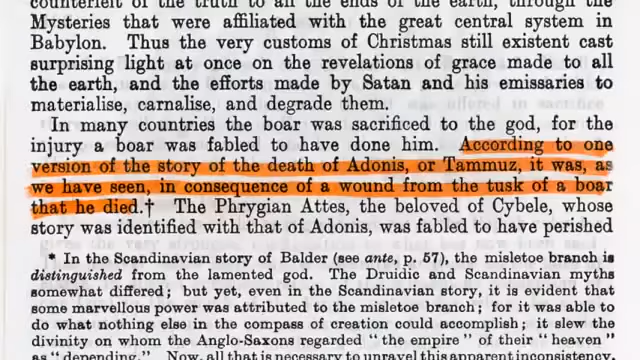 counterfeit of the truth to all the ends of the earth, through the
Mysteries that were affiliated with the great central system in
Babylon. Thus the very customs of Christmas still existent cast
surprising light at once on the revelations of grace made to all
the earth, and the efforts made by Satan and his emissaries to
materialise, carnalise, and degrade them.
In many countries the boar was sacrificed to the god, for the
injury a boar was fabled to have done him. According to one
version of the story of the death of Adonis, or Tammuz, it was, as
we have seen, in consequence of a wound from the tusk of a boar
that he died.† The Phrygian Attes, the beloved of Cybele, whose
story was identified with that of Adonis, was fabled to have perished
* In the Scandinavian story of Balder (see ante, p. 57), the misletoe branch is
distinguished from the lamented god. The Druidic and Scandinavian myths
somewhat differed; but yet, even in the Scandinavian story, it is evident that
some marvellous power was attributed to the misletoe branch; for it was able to
do what nothing else in the compass of creation could accomplish; it slew the
divinity on whom the Anglo-Saxons regarded "the empire" of their "heaven"
as "depending." Now, all that is necessary to unravel this apparent inconsistency,